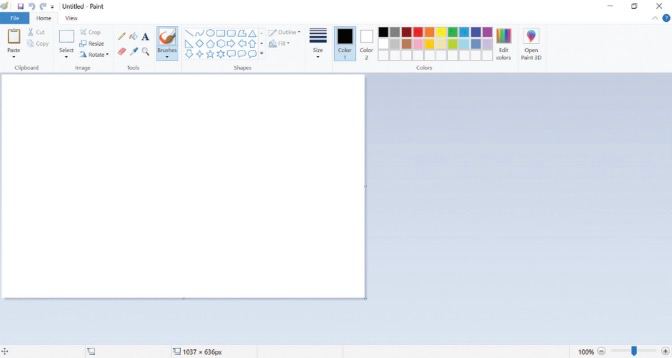 Untitled - Paint
File Home View
Paste Cut Copy
Clipboard
Select Crop Resize Rotate
Image
Tools
Brushes
Shapes
Outline Fill
Size
Color 1
Color 2
Colors
Edit colors
Open Paint 3D
1037 × 636px
100%